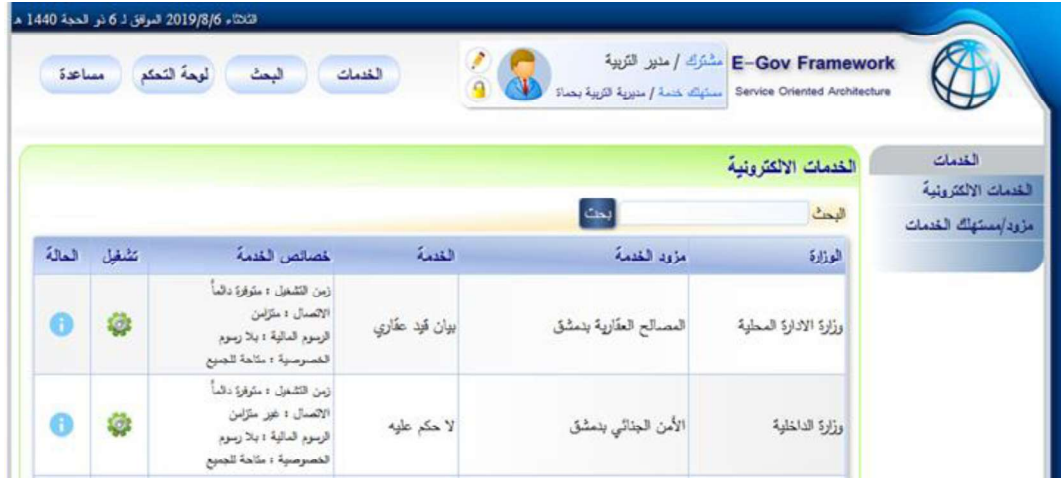 الثلاثاء 2019/8/6 الموافق لـ 6 ذو الحجة 1440 هـ
E-Gov Framework
Service Oriented Architecture
مشترك / مدير التربية
مستهلك خدمة / مديرية التربية بحماة
الخدمات
البحث
لوحة التحكم
مساعدة
الخدمات
الخدمات الالكترونية
مزود/مستهلك الخدمات
الخدمات الالكترونية
البحث
بحث
الوزارة مزود الخدمة الخدمة خصائص الخدمة تشغيل الحالة
وزارة الادارة المحلية المصالح العقارية بدمشق بيان قيد عقاري
زمن التشغيل : متوفرة دائماً
الاتصال : متزامن
الرسوم المالية : بلا رسوم
الخصوصية : متاحة للجميع
وزارة الداخلية الأمن الجنائي بدمشق لا حكم عليه
زمن التشغيل : متوفرة دائماً
الاتصال : غير متزامن
الرسوم المالية : بلا رسوم
الخصوصية : متاحة للجميع